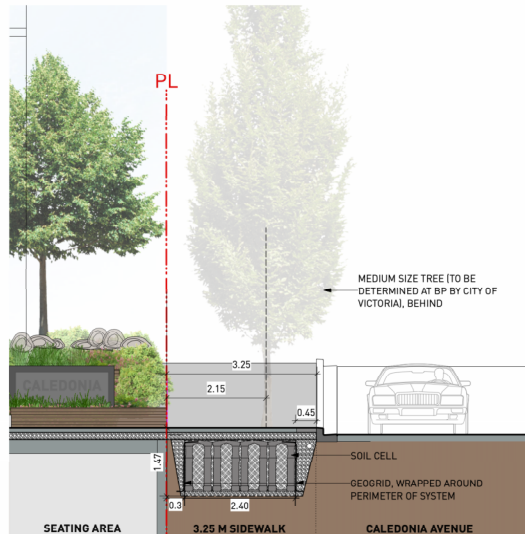 PL
MEDIUM SIZE TREE (TO BE
DETERMINED AT BP BY CITY OF
VICTORIA), BEHIND
3.25
CALEDONIA
2.15
0.45
1.47
SOIL CELL
GEOGRID, WRAPPED AROUND
PERIMETER OF SYSTEM
0.3
2.40
SEATING AREA
3.25 M SIDEWALK
CALEDONIA AVENUE